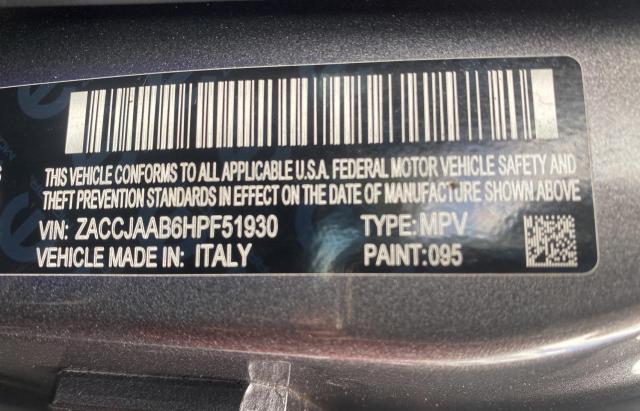 THIS VEHICLE CONFORMS TO ALL APPLICABLE U.S.A. FEDERAL MOTOR VEHICLE SAFETY AND
THEFT PREVENTION STANDARDS IN EFFECT ON THE DATE OF MANUFACTURE SHOWN ABOVE
VIN: ZACCJAAB6HPF51930 TYPE: MPV
VEHICLE MADE IN: ITALY PAINT: 095